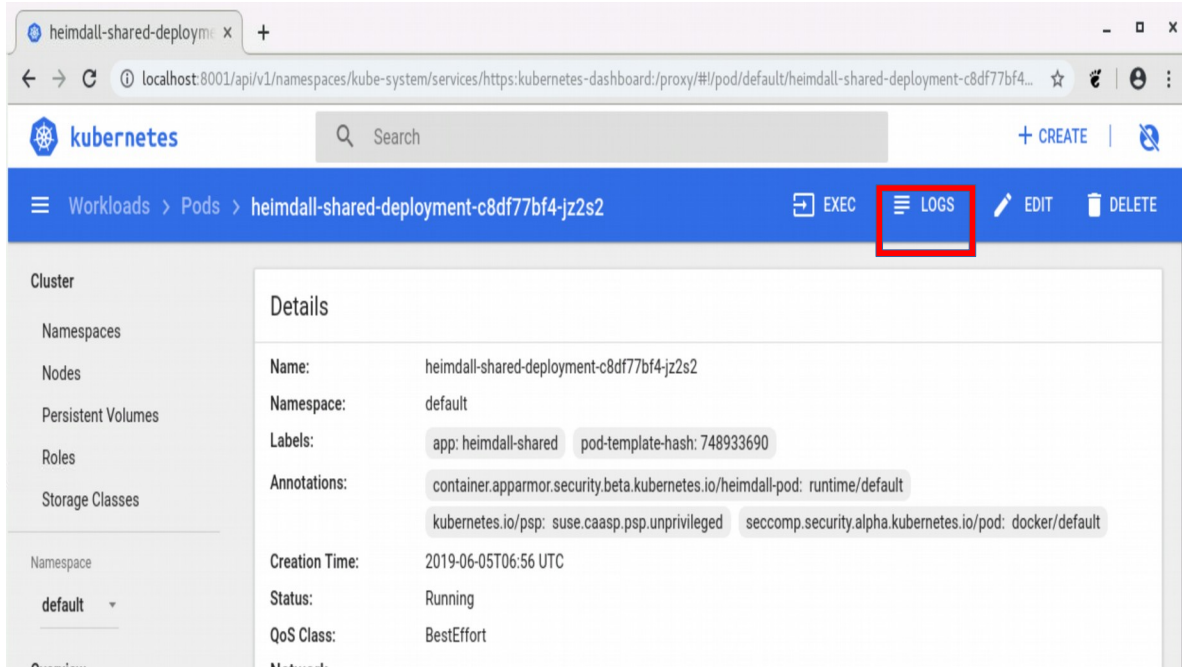 heimdall-shared-deployme
localhost:8001/api/v1/namespaces/kube-system/services/https:kubernetes-dashboard:/proxy/#!/pod/default/heimdall-shared-deployment-c8df77bf4...
kubernetes
Search
+ CREATE
Workloads > Pods > heimdall-shared-deployment-c8df77bf4-jz2s2
EXEC
LOGS
EDIT
DELETE
Cluster
Namespaces
Nodes
Persistent Volumes
Roles
Storage Classes
Namespace
default
Overview
Details
Name: heimdall-shared-deployment-c8df77bf4-jz2s2
Namespace: default
Labels: app: heimdall-shared pod-template-hash: 748933690
Annotations: container.apparmor.security.beta.kubernetes.io/heimdall-pod: runtime/default
kubernetes.io/psp: suse.caasp.psp.unprivileged seccomp.security.alpha.kubernetes.io/pod: docker/default
Creation Time: 2019-06-05T06:56 UTC
Status: Running
QoS Class: BestEffort
Network